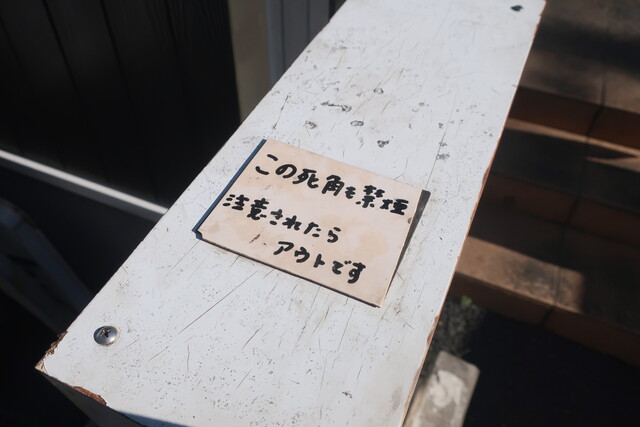 この死角も禁煙
注意されたら
アウトです